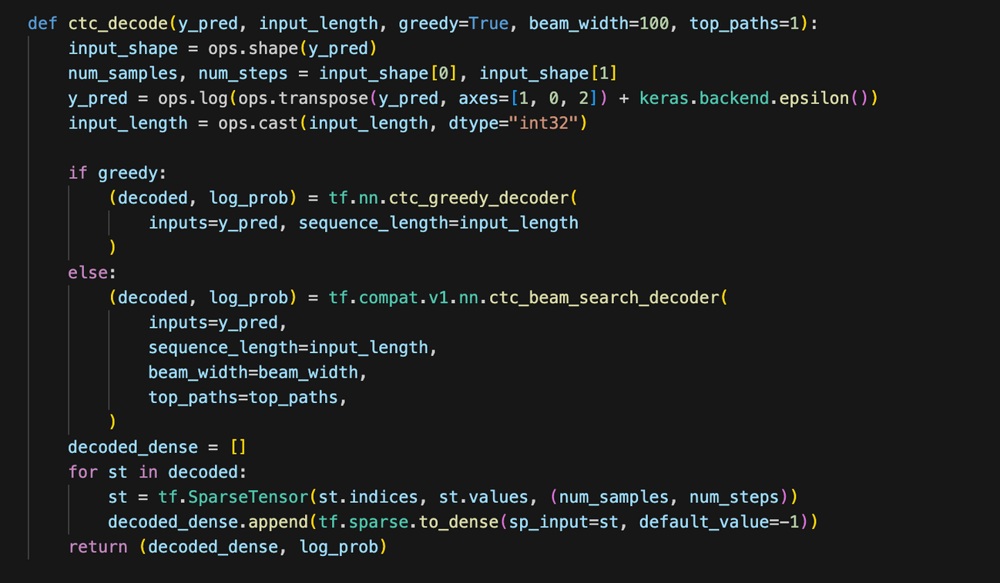 def ctc_decode(y_pred, input_length, greedy=True, beam_width=100, top_paths=1):
    input_shape = ops.shape(y_pred)
    num_samples, num_steps = input_shape[0], input_shape[1]
    y_pred = ops.log(ops.transpose(y_pred, axes=[1, 0, 2]) + keras.backend.epsilon())
    input_length = ops.cast(input_length, dtype="int32")

    if greedy:
        (decoded, log_prob) = tf.nn.ctc_greedy_decoder(
            inputs=y_pred, sequence_length=input_length
        )
    else:
        (decoded, log_prob) = tf.compat.v1.nn.ctc_beam_search_decoder(
            inputs=y_pred,
            sequence_length=input_length,
            beam_width=beam_width,
            top_paths=top_paths,
        )
    decoded_dense = []
    for st in decoded:
        st = tf.SparseTensor(st.indices, st.values, (num_samples, num_steps))
        decoded_dense.append(tf.sparse.to_dense(sp_input=st, default_value=-1))
    return (decoded_dense, log_prob)